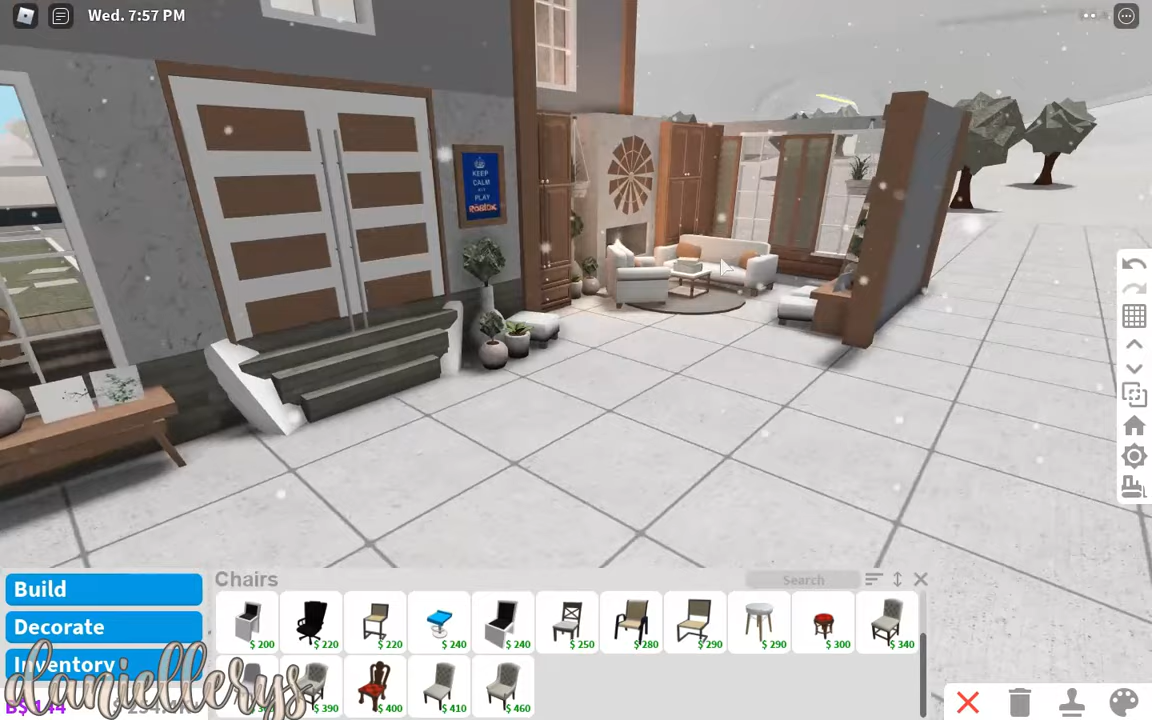 Wed. 7:57 PM
KEEP
CALM
AND
PLAY
ROBLOX
Build
Decorate
Inventory
Chairs
Search
$ 200
$ 220
$ 220
$ 240
$ 240
$ 250
$ 280
$ 290
$ 290
$ 300
$ 340
$ 390
$ 400
$ 410
$ 460
daniellerys